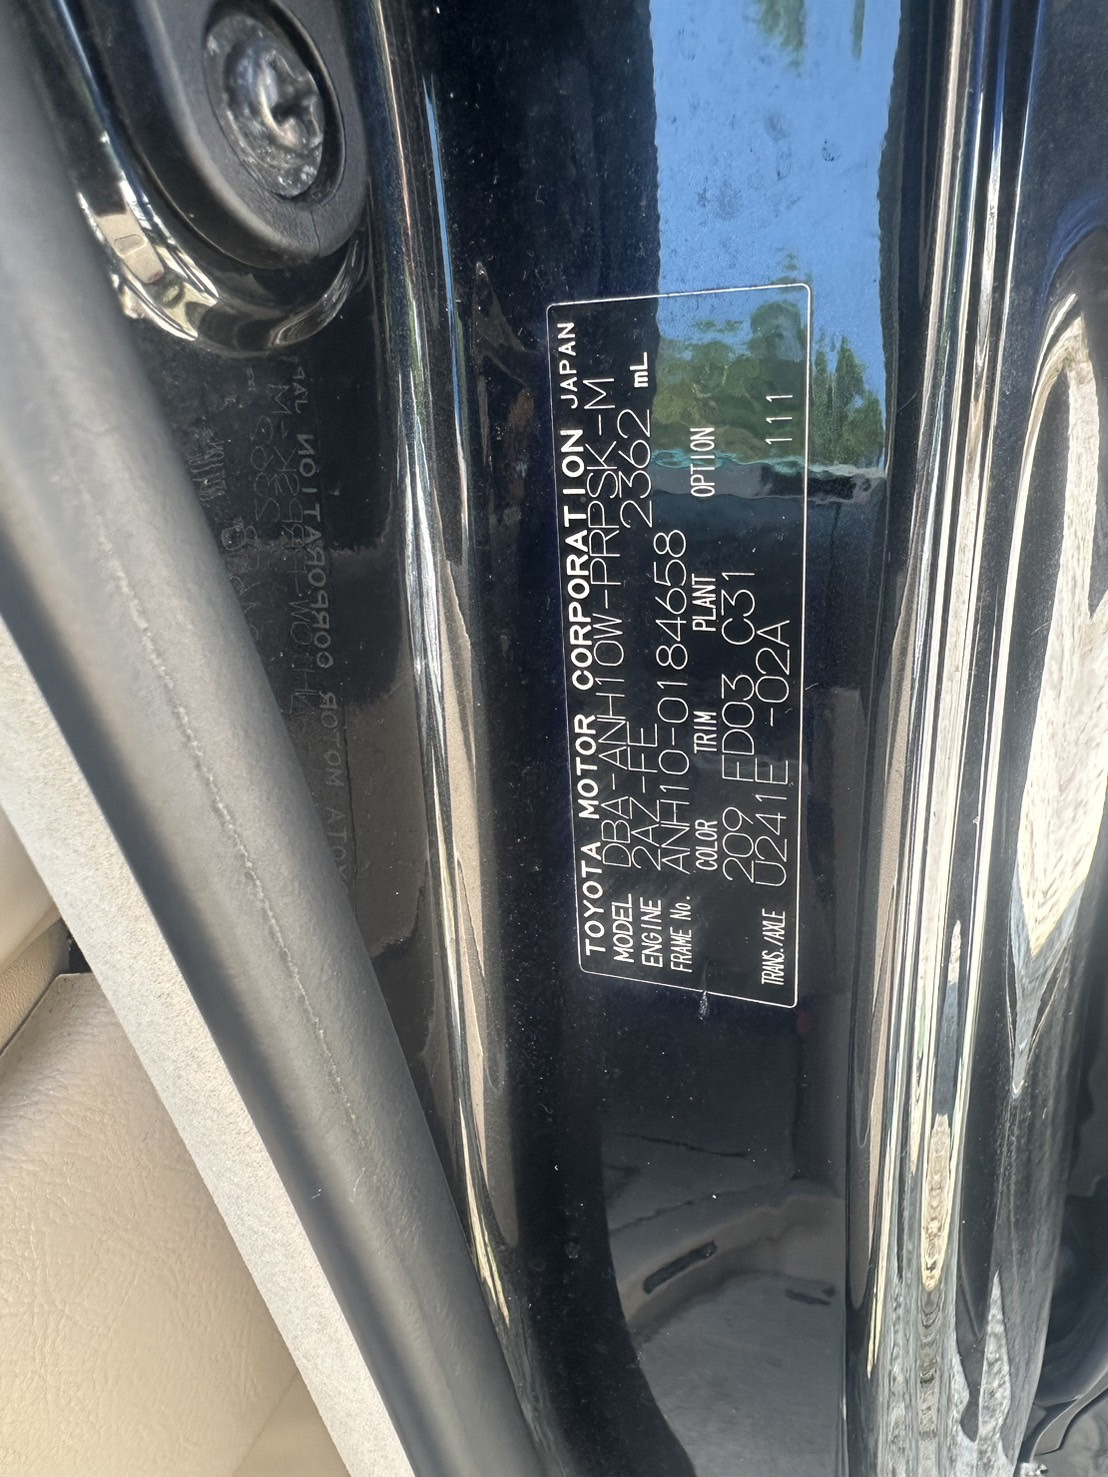 TOYOTA MOTOR CORPORATION JAPAN
MODEL DBA-ANH10W-PRPSK-M
ENGINE 2AZ-FE 2362 mL
FRAME No. ANH10-0184658
COLOR TRIM PLANT OPTION
209 FD03 C31
TRANS./AXLE U241E -02A 111